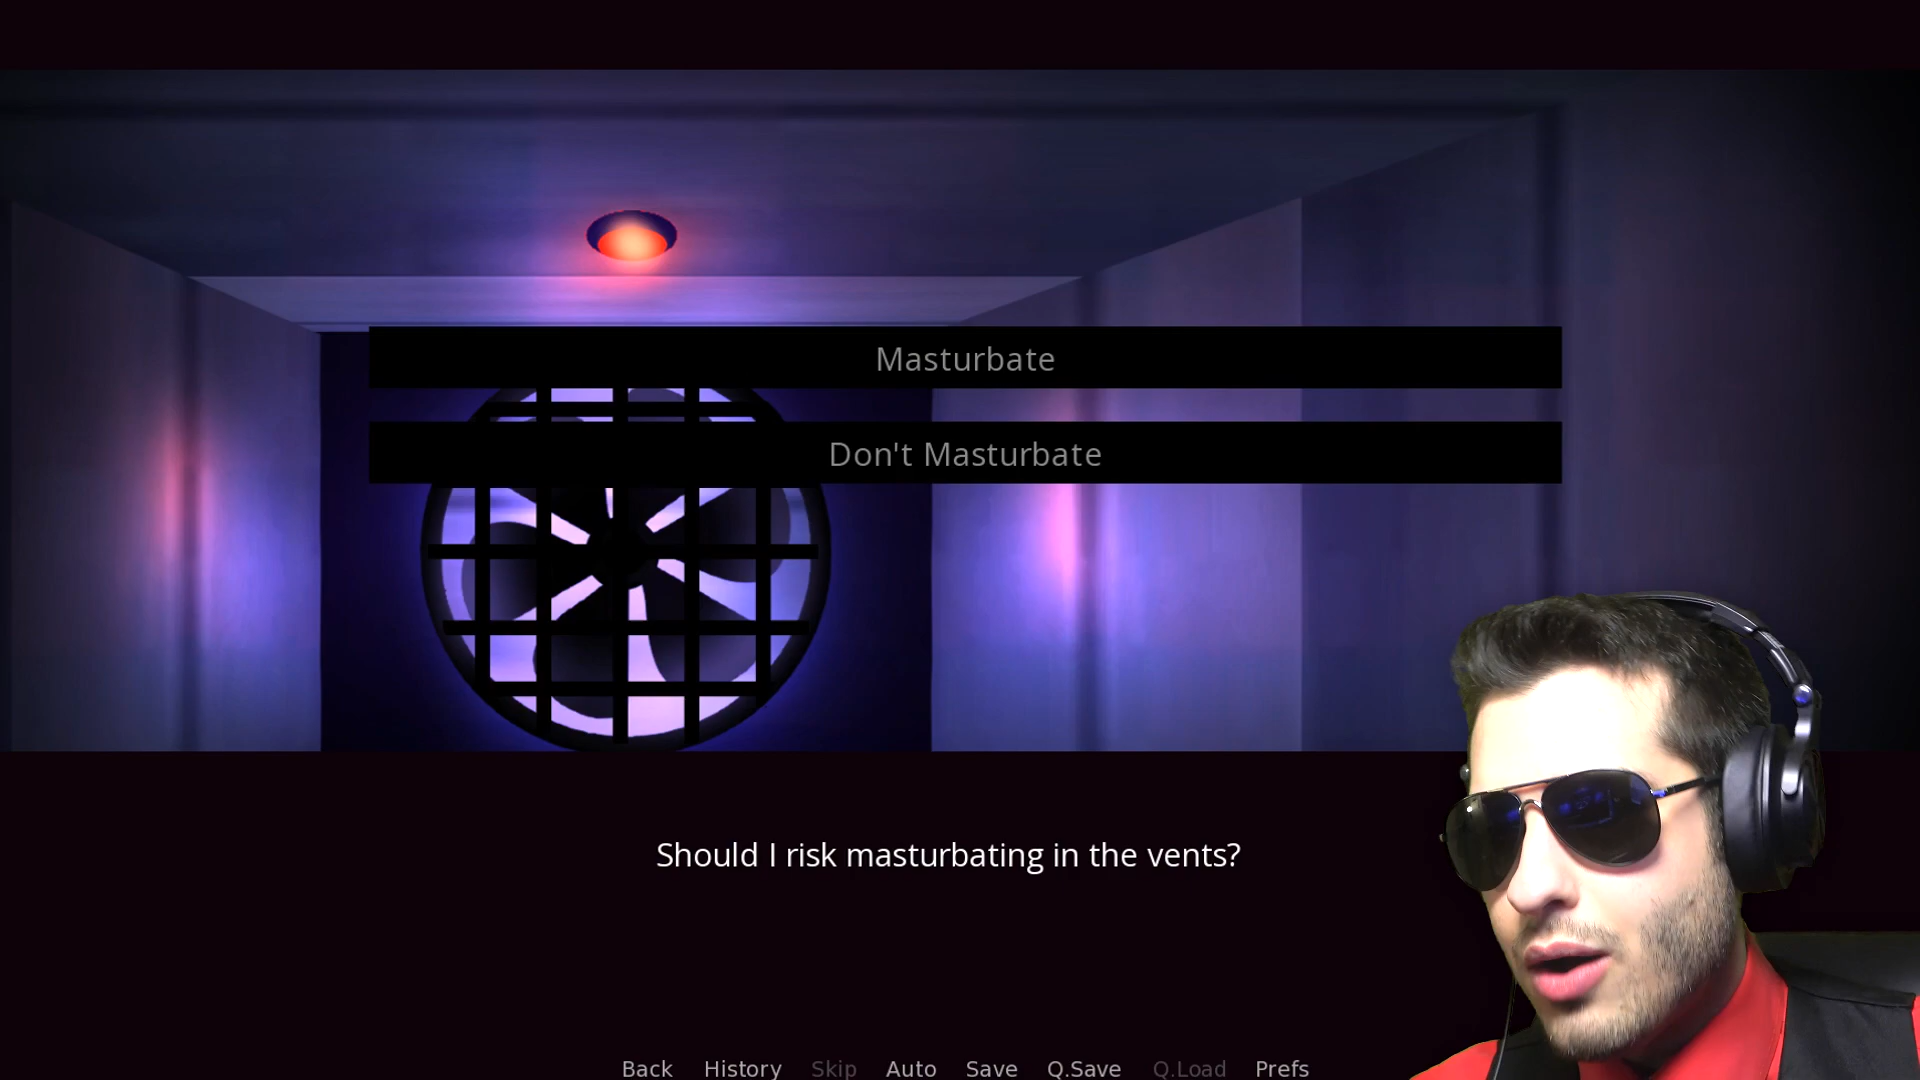 Masturbate
Don't Masturbate
Should I risk masturbating in the vents?
Back History Skip Auto Save Q.Save Q.Load Prefs